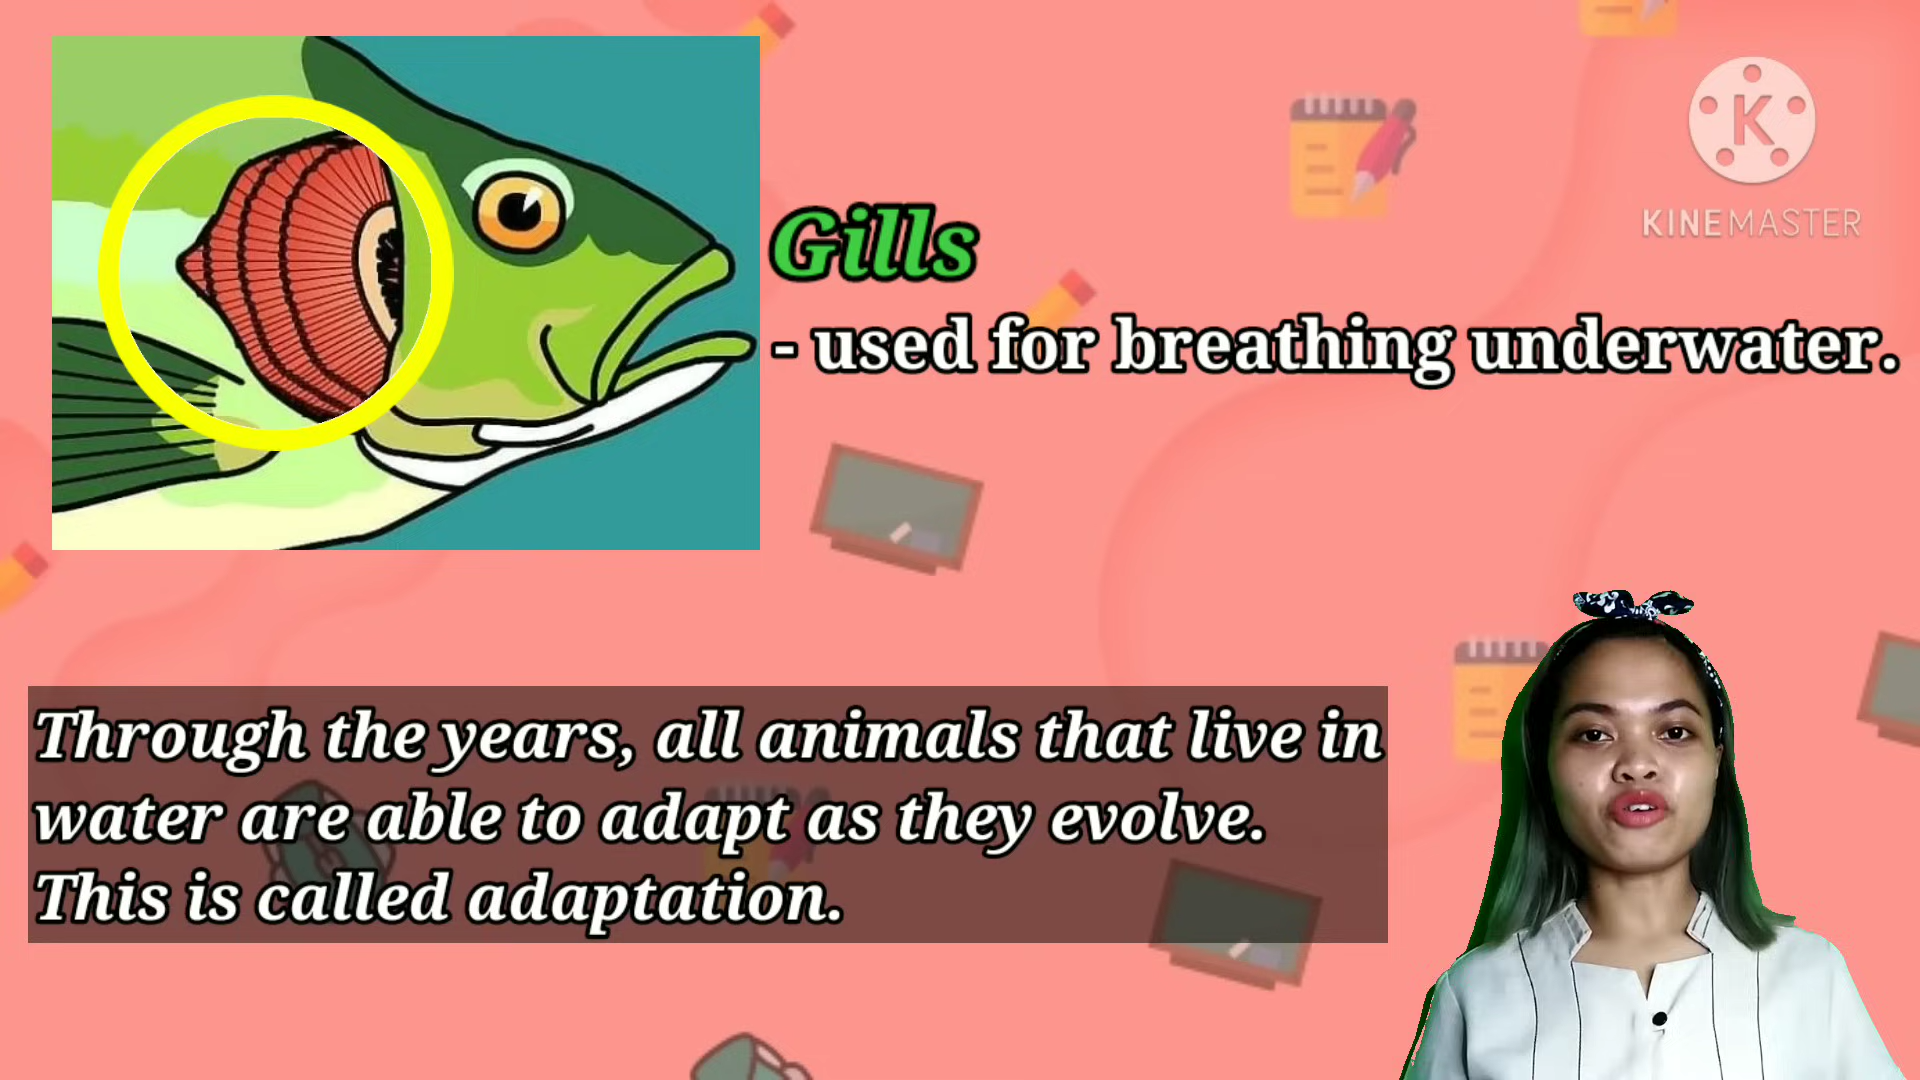 K
KINEMASTER
Gills
- used for breathing underwater.
Through the years, all animals that live in
water are able to adapt as they evolve.
This is called adaptation.